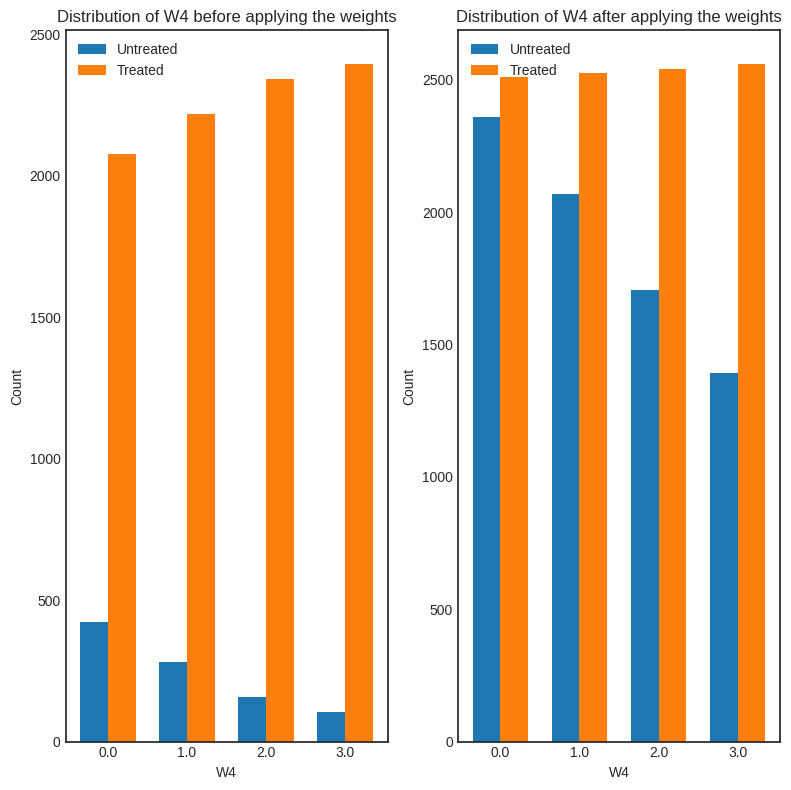 Distribution of W4 before applying the weights
Untreated
Treated
2500
2000
1500
1000
500
0
Count
0.0 1.0 2.0 3.0
W4
Distribution of W4 after applying the weights
Untreated
Treated
2500
2000
1500
1000
500
0
Count
0.0 1.0 2.0 3.0
W4